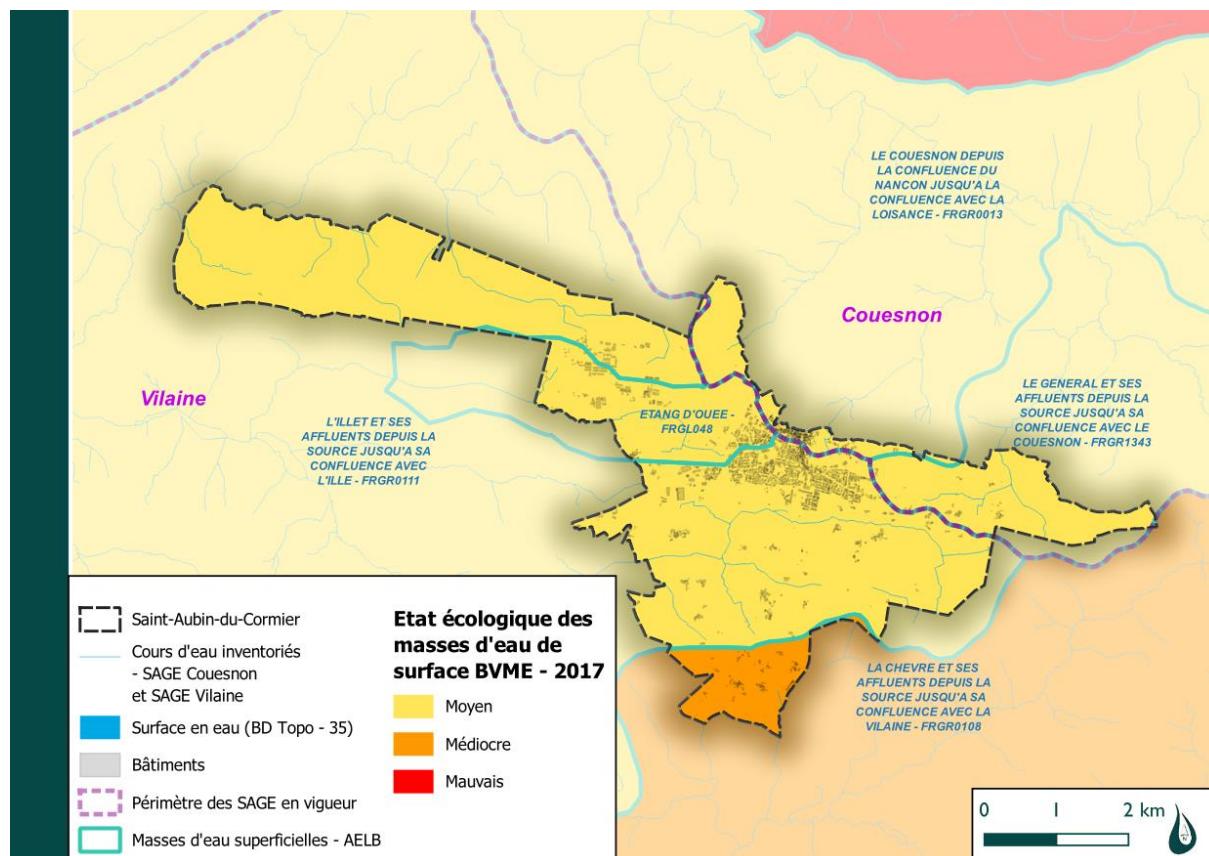 LE COUESNON DEPUIS
LA CONFLUENCE DU
NANCON JUSQU'A LA
CONFLUENCE AVEC LA
LOISANCE - FRGR0013
Couesnon
Vilaine
L'ILLET ET SES
AFFLUENTS DEPUIS LA
SOURCE JUSQU'A SA
CONFLUENCE AVEC
L'ILLE - FRGR0111
ETANG D'OUEE -
FRGL048
LE GENERAL ET SES
AFFLUENTS DEPUIS LA
SOURCE JUSQU'A SA
CONFLUENCE AVEC LE
COUESNON - FRGR1343
LA CHEVRE ET SES
AFFLUENTS DEPUIS LA
SOURCE JUSQU'A SA
CONFLUENCE AVEC LA
VILAINE - FRGR0108
Saint-Aubin-du-Cormier
Cours d'eau inventoriés
- SAGE Couesnon
et SAGE Vilaine
Surface en eau (BD Topo - 35)
Bâtiments
Périmètre des SAGE en vigueur
Masses d'eau superficielles - AELB
Etat écologique des
masses d'eau de
surface BVME - 2017
Moyen
Médiocre
Mauvais
0 1 2 km